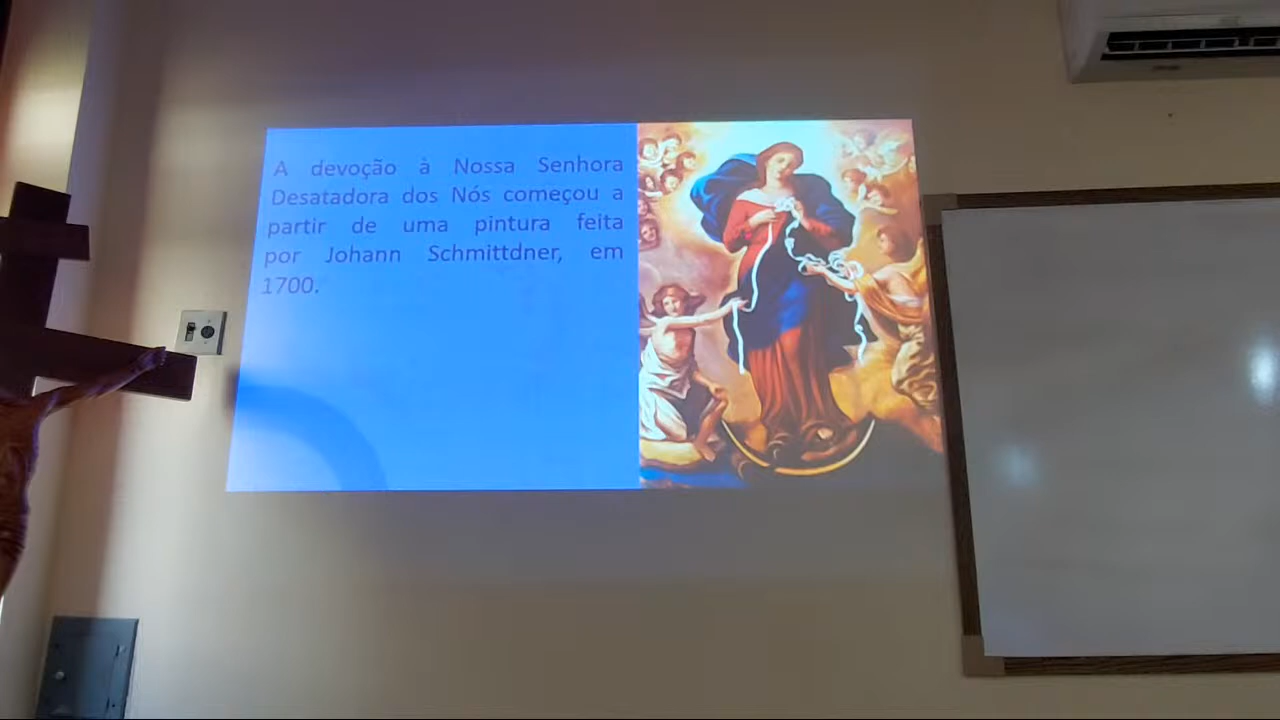 A devoção à Nossa Senhora
Desatadora dos Nós começou a
partir de uma pintura feita
por Johann Schmittdner, em
1700.